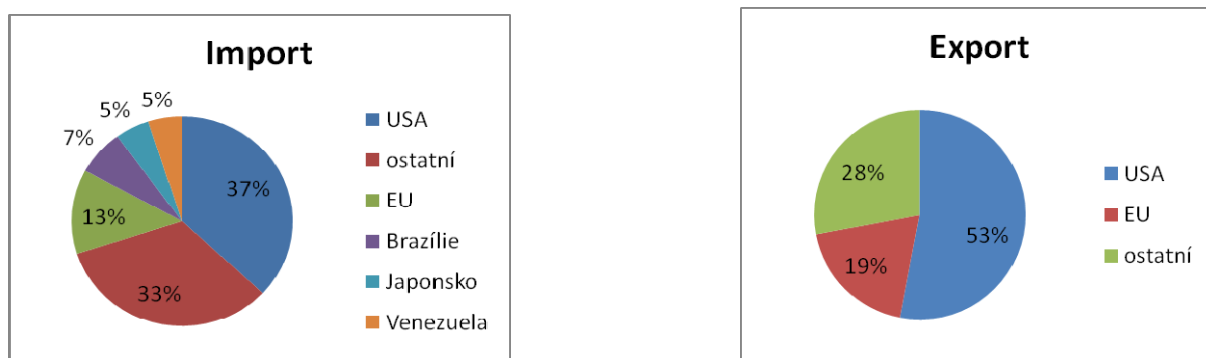 Import
5%
5%
7%
37%
13%
33%
USA
ostatní
EU
Brazílie
Japonsko
Venezuela
Export
28%
53%
19%
USA
EU
ostatní